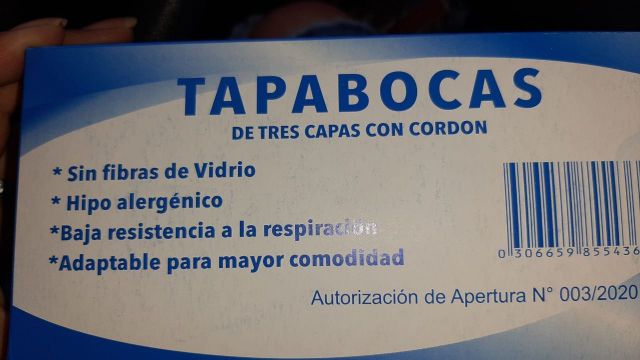 TAPABOCAS
DE TRES CAPAS CON CORDON
* Sin fibras de Vidrio
* Hipo alergénico
*Baja resistencia a la respiración
*Adaptable para mayor comodidad
0 306659 855436
Autorización de Apertura N° 003/2020